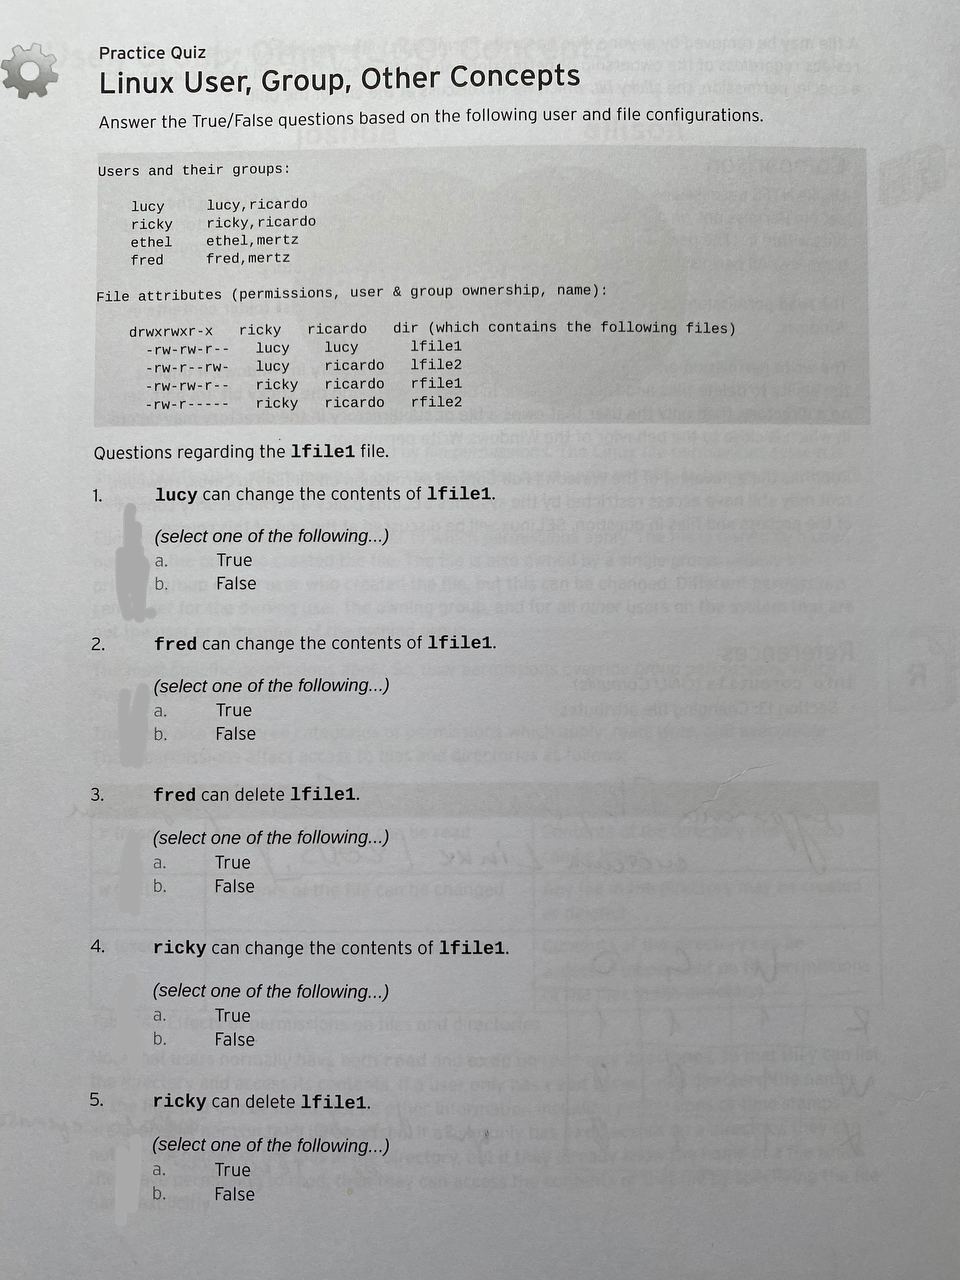 Practice Quiz
Linux User, Group, Other Concepts
Answer the True/False questions based on the following user and file configurations.
Users and their groups:
lucy lucy,ricardo
ricky ricky,ricardo
ethel ethel,mertz
fred fred,mertz
File attributes (permissions, user & group ownership, name):
drwxrwxr-x ricky ricardo dir (which contains the following files)
-rw-rw-r-- lucy lucy lfile1
-rw-r--rw- lucy ricardo lfile2
-rw-rw-r-- ricky ricardo rfile1
-rw-r----- ricky ricardo rfile2
Questions regarding the lfile1 file.
1. lucy can change the contents of lfile1.
(select one of the following...)
a. True
b. False
2. fred can change the contents of lfile1.
(select one of the following...)
a. True
b. False
3. fred can delete lfile1.
(select one of the following...)
a. True
b. False
4. ricky can change the contents of lfile1.
(select one of the following...)
a. True
b. False
5. ricky can delete lfile1.
(select one of the following...)
a. True
b. False